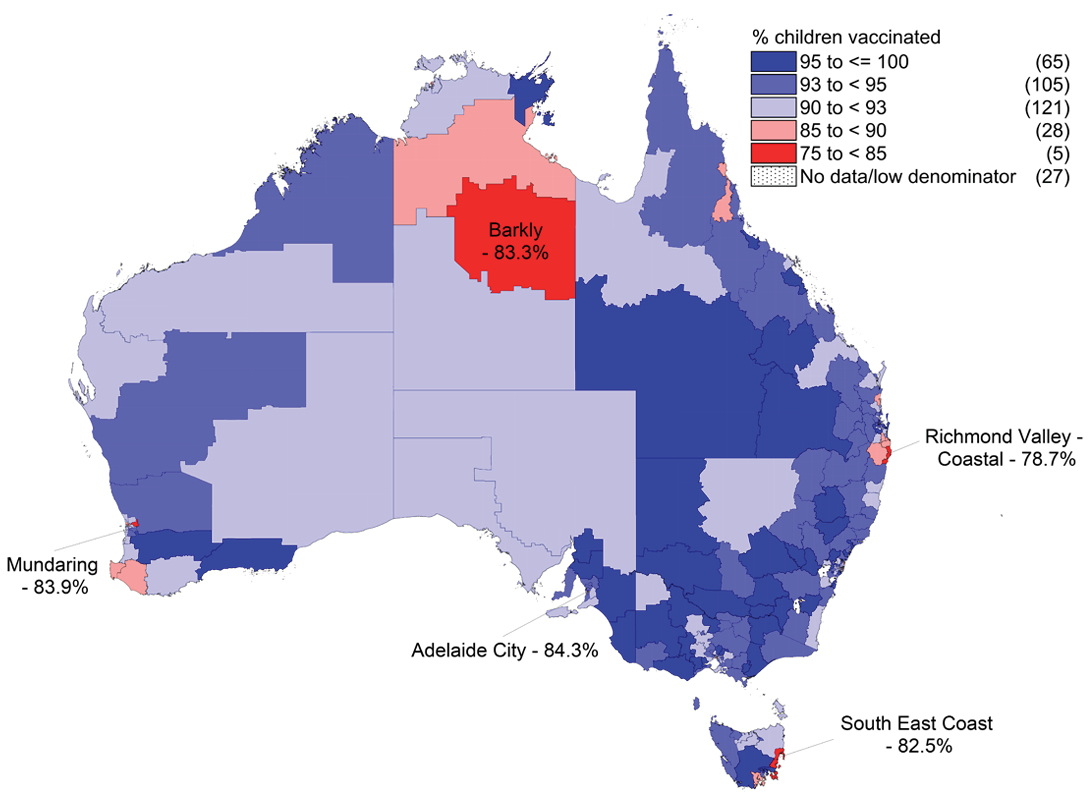 % children vaccinated
95 to <= 100 (65)
93 to < 95 (105)
90 to < 93 (121)
85 to < 90 (28)
75 to < 85 (5)
No data/low denominator (27)
Barkly
- 83.3%
Richmond Valley -
Coastal - 78.7%
Mundaring
- 83.9%
Adelaide City - 84.3%
South East Coast
- 82.5%